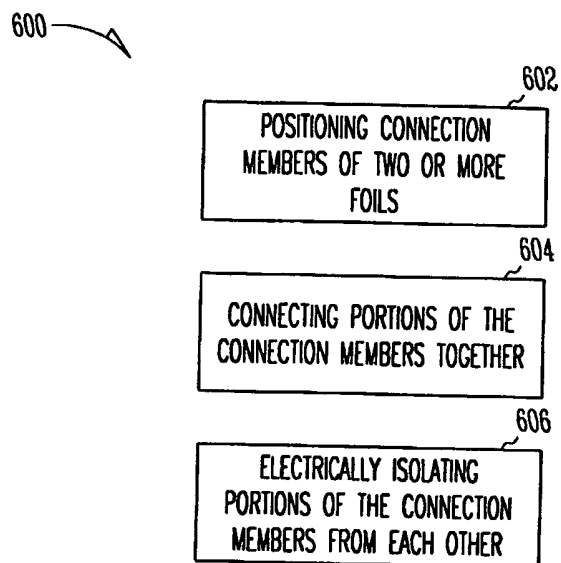 600
602
POSITIONING CONNECTION
MEMBERS OF TWO OR MORE
FOILS
604
CONNECTING PORTIONS OF THE
CONNECTION MEMBERS TOGETHER
606
ELECTRICALLY ISOLATING
PORTIONS OF THE CONNECTION
MEMBERS FROM EACH OTHER